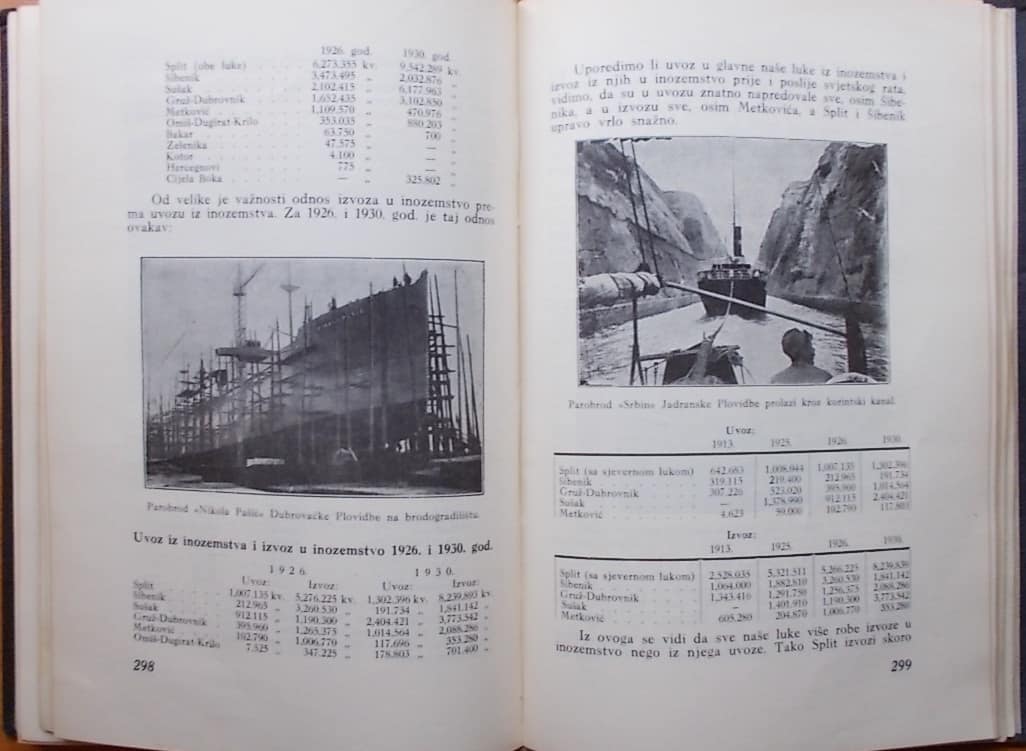 1926. god. 1930. god.
Split (obe luke) . . . . 6,273.355 kv. 9,542.289 kv.
Šibenik . . . . 3,473.495 „ 2,032.876 „
Sušak . . . . 2,102.415 „ 6,177.963 „
Gruž-Dubrovnik . . . . 1,652.435 „ 3,102.850 „
Metković . . . . 1,109.570 „ 470.976 „
Omiš-Dugirat-Krilo . . . . 353.035 „ 880.203 „
Bakar . . . . 63.750 „ 700 „
Zelenika . . . . 47.575 „ — „
Kotor . . . . 4.100 „ — „
Hercegnovi . . . . 775 „ — „
Cijela Boka . . . . — „ 325.802 „
Od velike je važnosti odnos izvoza u inozemstvo pre-
ma uvozu iz inozemstva. Za 1926. i 1930. god. je taj odnos
ovakav:
Parobrod «Nikola Pašić» Dubrovačke Plovidbe na brodogradilištu.
Uvoz iz inozemstva i izvoz u inozemstvo 1926. i 1930. god.
1926. 1930.
Uvoz: Izvoz: Uvoz: Izvoz:
Split . . . . 1,007.135 kv. 5,276.225 kv. 1,302.396 kv. 8,239.893 kv.
Šibenik . . . . 212.965 „ 3,260.530 „ 191.734 „ 1,841.142 „
Sušak . . . . 912.115 „ 1,190.300 „ 2,404.421 „ 3,773.542 „
Gruž-Dubrovnik . . . . 395.960 „ 1,265.375 „ 1,014.564 „ 2,088.286 „
Metković . . . . 102.790 „ 1,006.770 „ 117.696 „ 353.280 „
Omiš-Dugirat-Krilo 7.525 „ 347.225 „ 178.803 „ 701.400 „
298
Uporedimo li uvoz u glavne naše luke iz inozemstva i
izvoz iz njih u inozemstvo prije i poslije svjetskog rata,
vidimo, da su u uvozu znatno napredovale sve, osim Šibe-
nika, a u izvozu sve, osim Metkovića, a Split i Šibenik
upravo vrlo snažno.
Parobrod «Srbin» Jadranske Plovidbe prolazi kroz korintski kanal.
Uvoz:
1913. 1925. 1926. 1930.
Split (sa sjevernom lukom) 642.683 1,008.944 1,007.135 1,302.396
Šibenik . . . . 319.115 219.400 212.965 191.734
Gruž-Dubrovnik . . . . 307.226 523.020 395.960 1,014.564
Sušak . . . . — 1,378.990 912.115 2,404.421
Metković . . . . 4.623 59.000 102.790 117.803
Izvoz:
1913. 1925. 1926. 1930.
Split (sa sjevernom lukom) 2,528.035 5,321.511 5,266.225 8,239.839
Šibenik . . . . 1,064.000 1,882.810 3,260.530 1,841.142
Gruž-Dubrovnik . . . . 1,343.416 1,291.750 1,256.375 2,088.286
Sušak . . . . — 1,401.910 1,190.300 3,773.542
Metković . . . . 605.280 204.870 1,006.770 353.280
Iz ovoga se vidi da sve naše luke više robe izvoze u
inozemstvo nego iz njega uvoze. Tako Split izvozi skoro
299